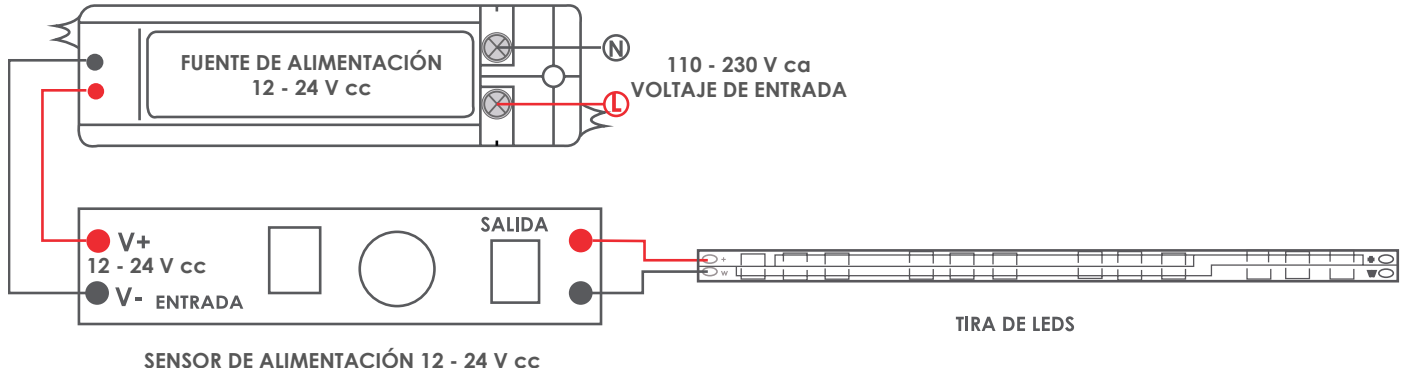 FUENTE DE ALIMENTACIÓN
12 - 24 V cc
N
110 - 230 V ca
VOLTAJE DE ENTRADA
L
V+
12 - 24 V cc
V- ENTRADA
SALIDA
+
w
TIRA DE LEDS
SENSOR DE ALIMENTACIÓN 12 - 24 V cc